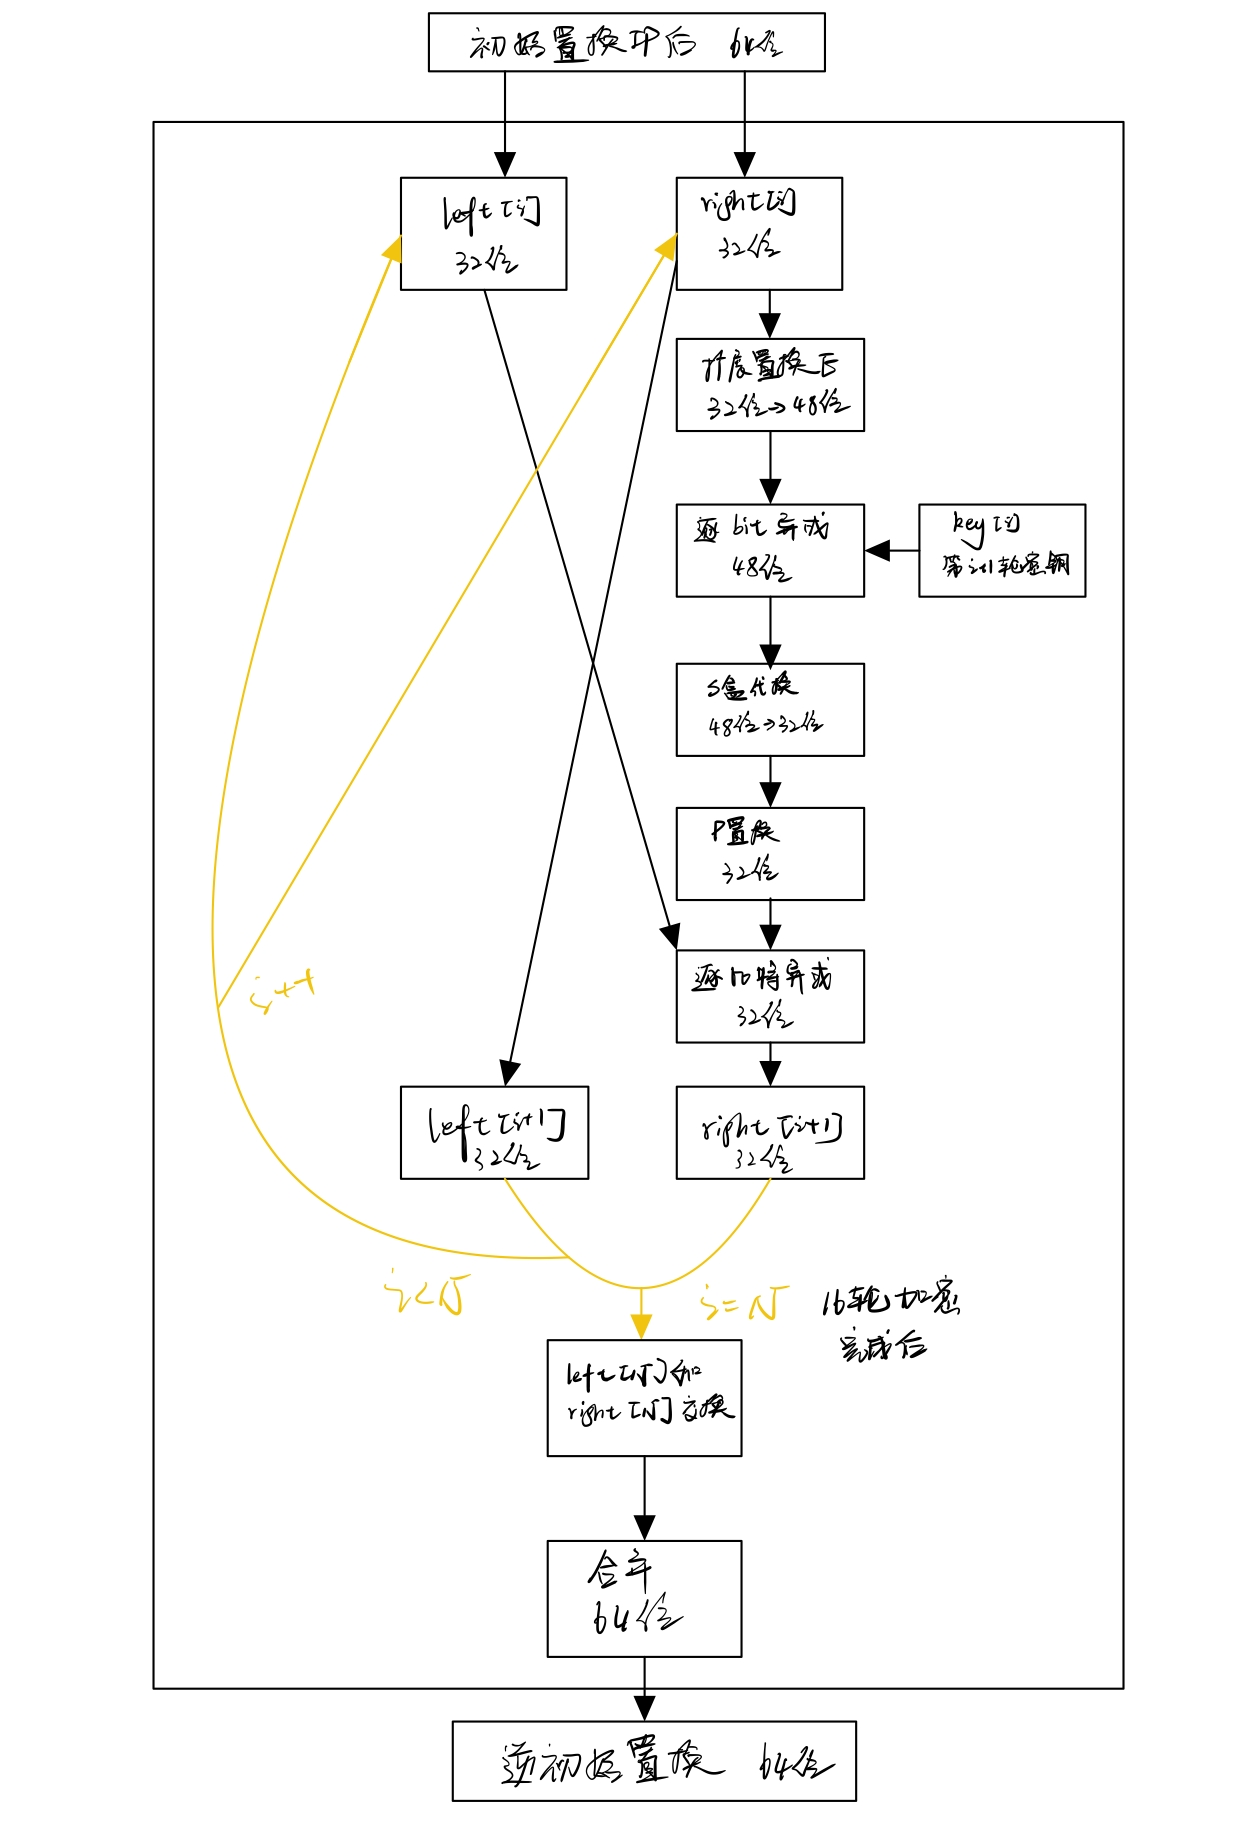 初始置换IP后 64位
left[i]
32位
right[i]
32位
扩展置换E
32位→48位
逐bit异或
48位
key[i]
第i+1轮密钥
S盒代换
48位→32位
P置换
32位
逐比特异或
32位
i++
left[i+1]
32位
right[i+1]
32位
i<N
i=N
16轮加密
完成后
left[N]和
right[N]交换
合并
64位
逆初始置换 64位